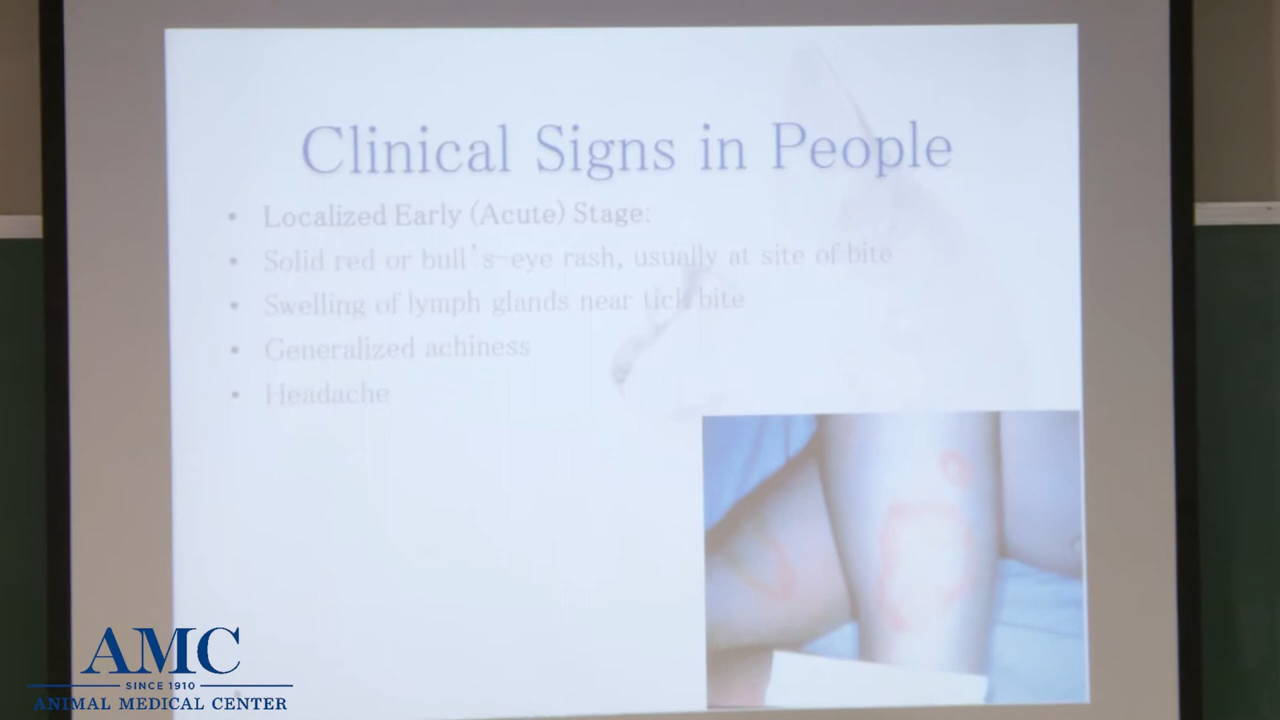 Clinical Signs in People
• Localized Early (Acute) Stage:
• Solid red or bull's-eye rash, usually at site of bite
• Swelling of lymph glands near tick bite
• Generalized achiness
• Headache
AMC
SINCE 1910
ANIMAL MEDICAL CENTER